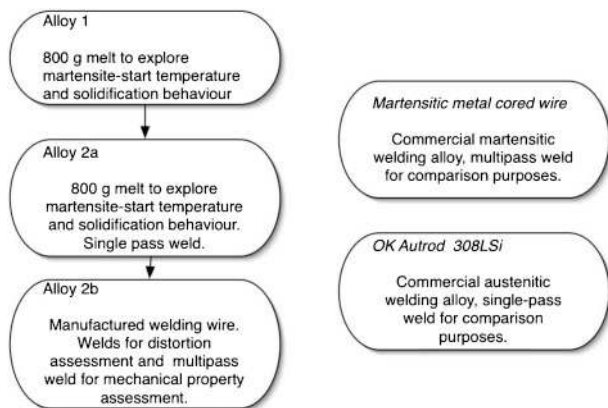 Alloy 1
800 g melt to explore
martensite-start temperature
and solidification behaviour
Alloy 2a
800 g melt to explore
martensite-start temperature
and solidification behaviour.
Single pass weld.
Alloy 2b
Manufactured welding wire.
Welds for distortion
assessment and multipass
weld for mechanical property
assessment.
Martensitic metal cored wire
Commercial martensitic
welding alloy, multipass weld
for comparison purposes.
OK Autrod 308LSi
Commercial austenitic
welding alloy, single-pass
weld for comparison
purposes.